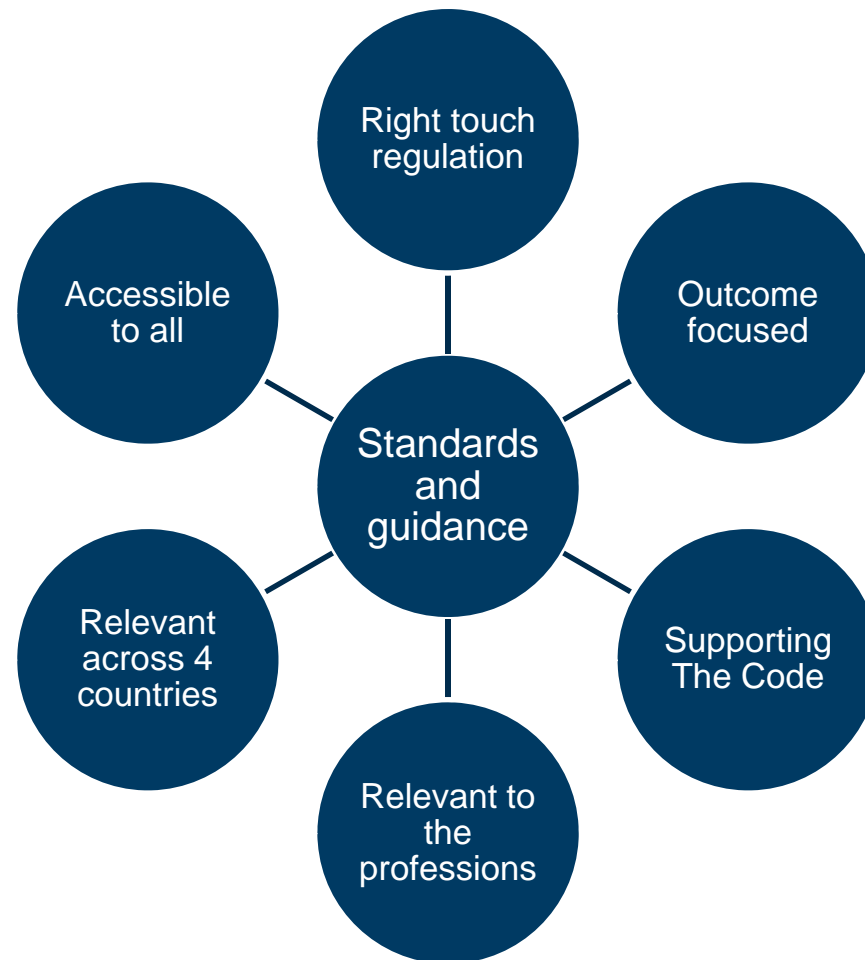 Right touch
regulation
Accessible
to all
Outcome
focused
Standards
and
guidance
Relevant
across 4
countries
Supporting
The Code
Relevant to
the
professions